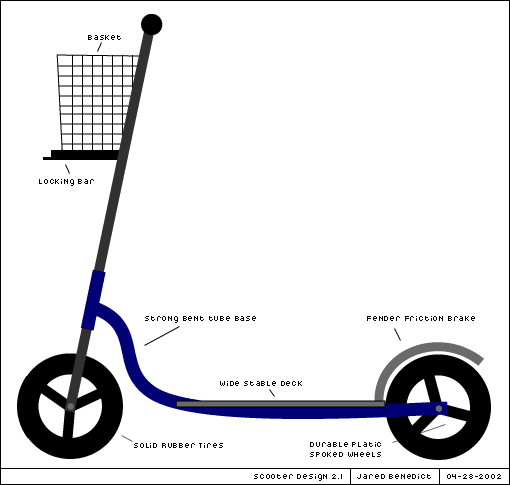 Basket
Locking Bar
Strong Bent Tube Base
Fender Friction Brake
Wide Stable Deck
Solid Rubber Tires
Durable Platic
Spoked Wheels
Scooter Design 2.1
Jared Benedict
04-28-2002